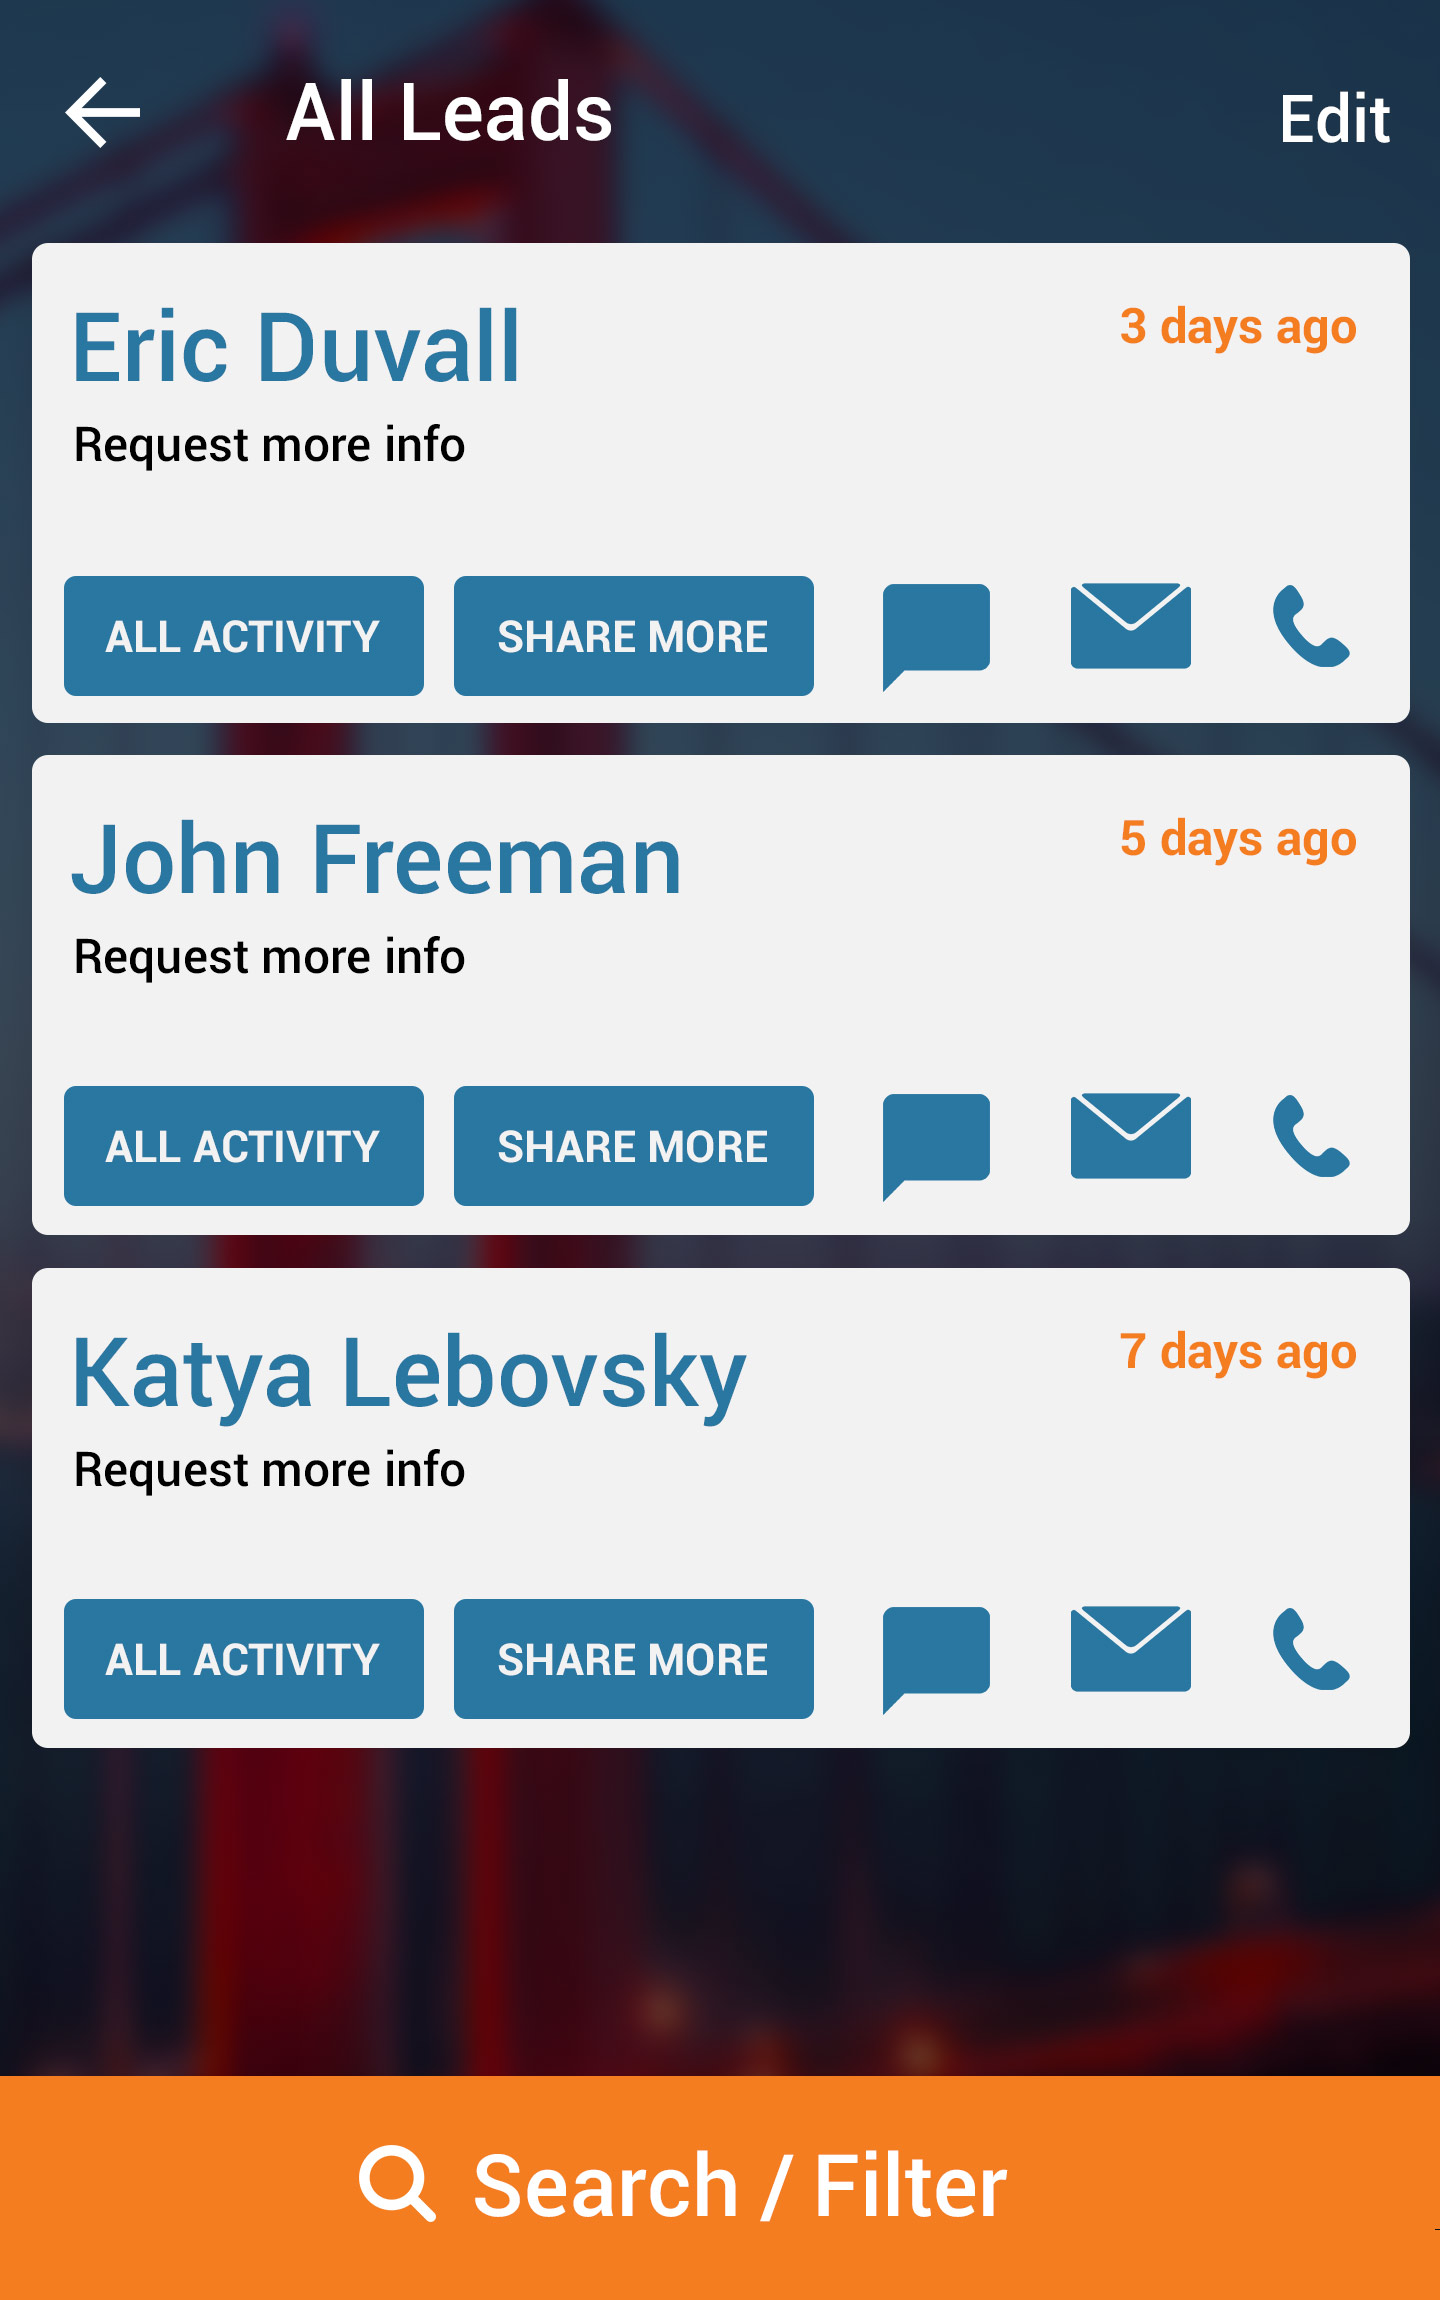 All Leads
Edit
Eric Duvall
3 days ago
Request more info
ALL ACTIVITY
SHARE MORE
John Freeman
5 days ago
Request more info
ALL ACTIVITY
SHARE MORE
Katya Lebovsky
7 days ago
Request more info
ALL ACTIVITY
SHARE MORE
Search / Filter